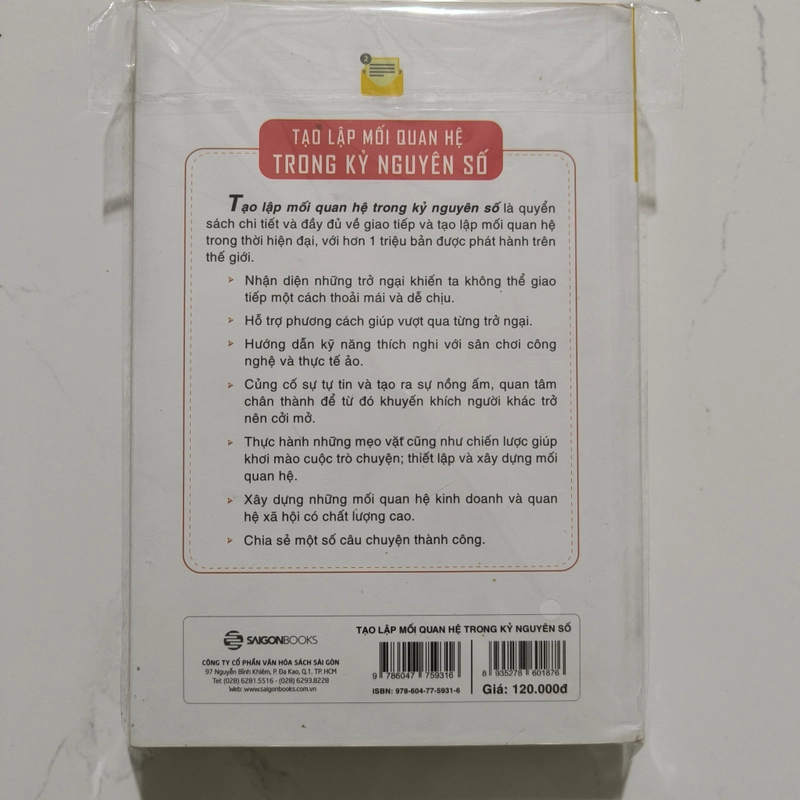 2
TẠO LẬP MỐI QUAN HỆ
TRONG KỶ NGUYÊN SỐ
Tạo lập mối quan hệ trong kỷ nguyên số là quyển
sách chi tiết và đầy đủ về giao tiếp và tạo lập mối quan hệ
trong thời hiện đại, với hơn 1 triệu bản được phát hành trên
thế giới.
➤ Nhận diện những trở ngại khiến ta không thể giao
tiếp một cách thoải mái và dễ chịu.
➤ Hỗ trợ phương cách giúp vượt qua từng trở ngại.
➤ Hướng dẫn kỹ năng thích nghi với sân chơi công
nghệ và thực tế ảo.
➤ Củng cố sự tự tin và tạo ra sự nồng ấm, quan tâm
chân thành để từ đó khuyến khích người khác trở
nên cởi mở.
➤ Thực hành những mẹo vặt cũng như chiến lược giúp
khơi mào cuộc trò chuyện; thiết lập và xây dựng mối
quan hệ.
➤ Xây dựng những mối quan hệ kinh doanh và quan
hệ xã hội có chất lượng cao.
➤ Chia sẻ một số câu chuyện thành công.
SAIGONBOOKS
CÔNG TY CỔ PHẦN VĂN HÓA SÁCH SÀI GÒN
97 Nguyễn Bỉnh Khiêm, P. Đa Kao, Q.1, TP. HCM
Tel: (028) 6281.5516 - (028) 6293.8228
Web: www.saigonbooks.com.vn
TẠO LẬP MỐI QUAN HỆ TRONG KỶ NGUYÊN SỐ
9 786047 759316
ISBN: 978-604-77-5931-6
8 935278 601876
Giá: 120.000đ